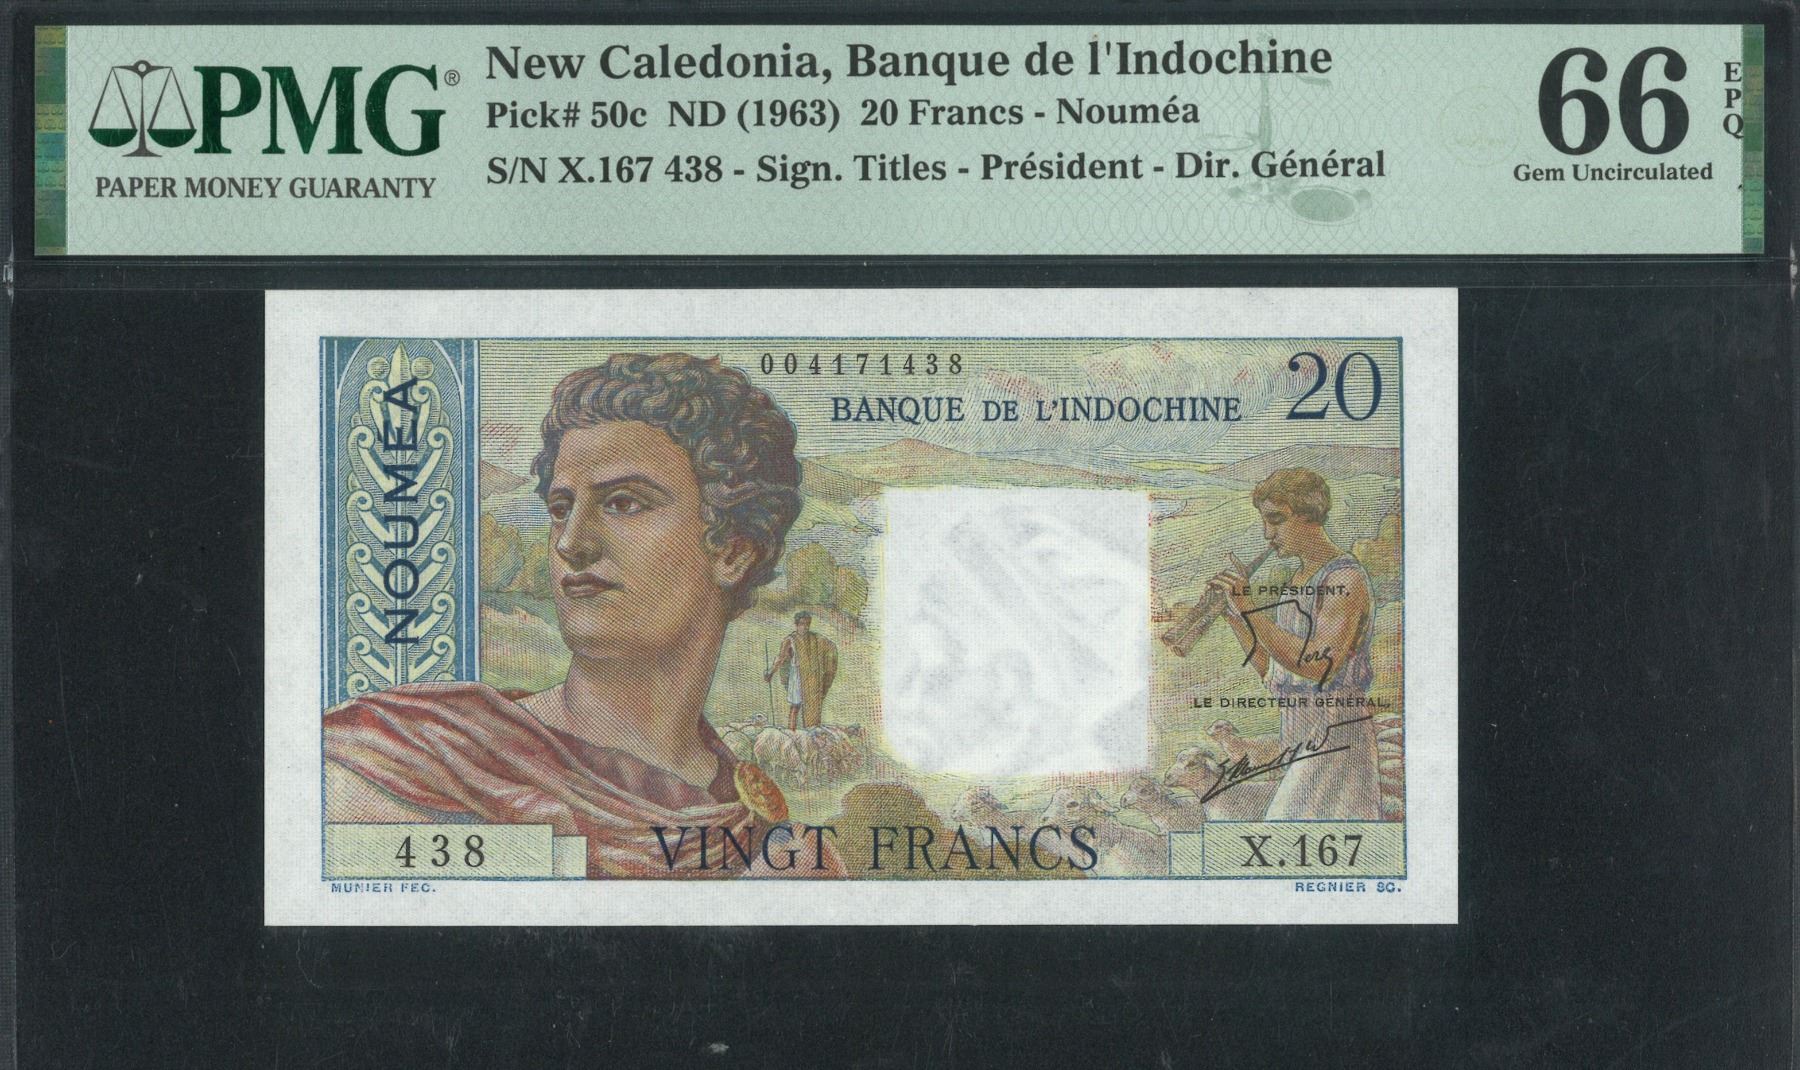 PMG®
PAPER MONEY GUARANTY
New Caledonia, Banque de l'Indochine
Pick# 50c ND (1963) 20 Francs - Nouméa
S/N X.167 438 - Sign. Titles - Président - Dir. Général
66 EPQ
Gem Uncirculated
NOUMEA
004171438
BANQUE DE L'INDOCHINE
20
LE PRÉSIDENT,
LE DIRECTEUR GÉNÉRAL,
438
VINGT FRANCS
X.167
MUNIER FEC.
REGNIER SC.